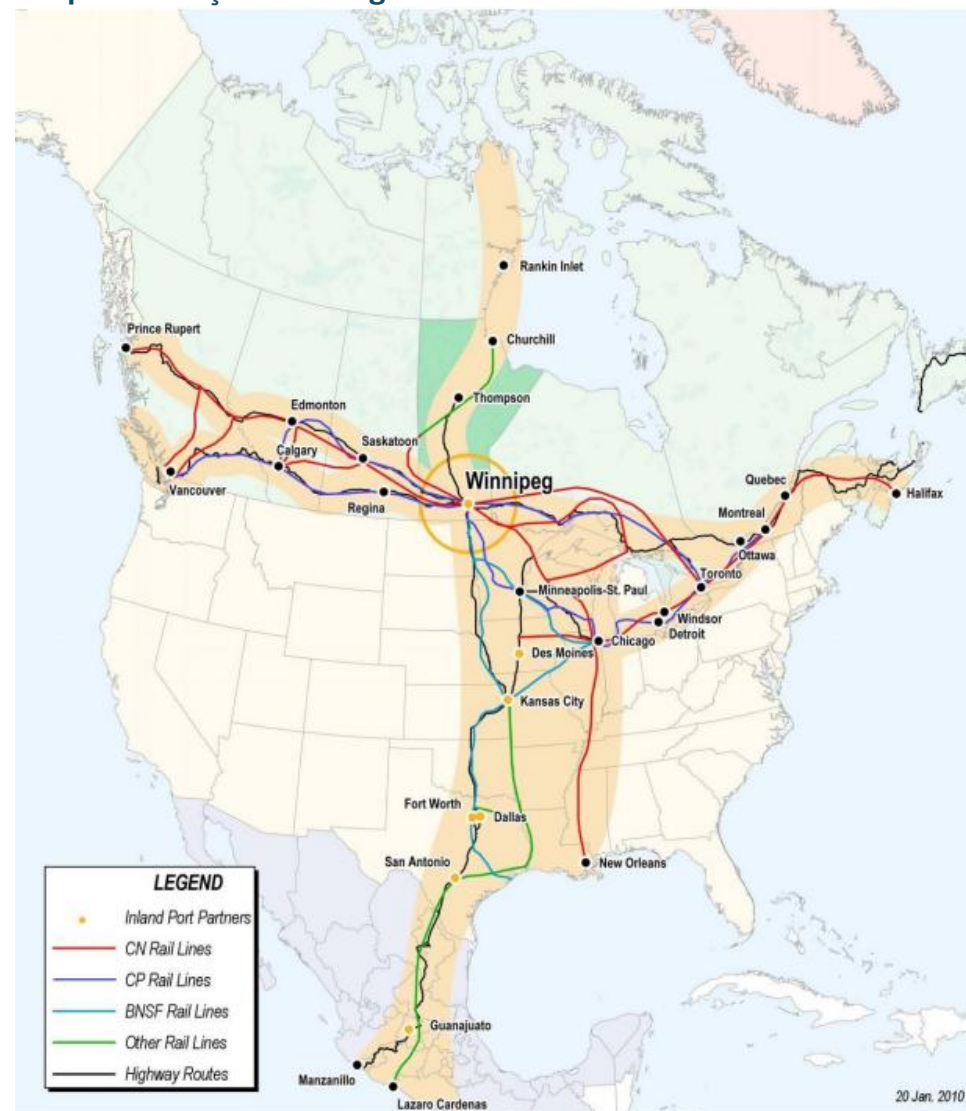 Rankin Inlet
Churchill
Prince Rupert
Thompson
Edmonton
Saskatoon
Calgary
Winnipeg
Quebec
Vancouver
Regina
Halifax
Montreal
Ottawa
Toronto
Minneapolis-St. Paul
Windsor
Detroit
Chicago
Des Moines
Kansas City
Fort Worth
Dallas
San Antonio
New Orleans
LEGEND
Inland Port Partners
CN Rail Lines
CP Rail Lines
BNSF Rail Lines
Other Rail Lines
Highway Routes
Guanajuato
Manzanillo
Lazaro Cardenas
20 Jan. 2010